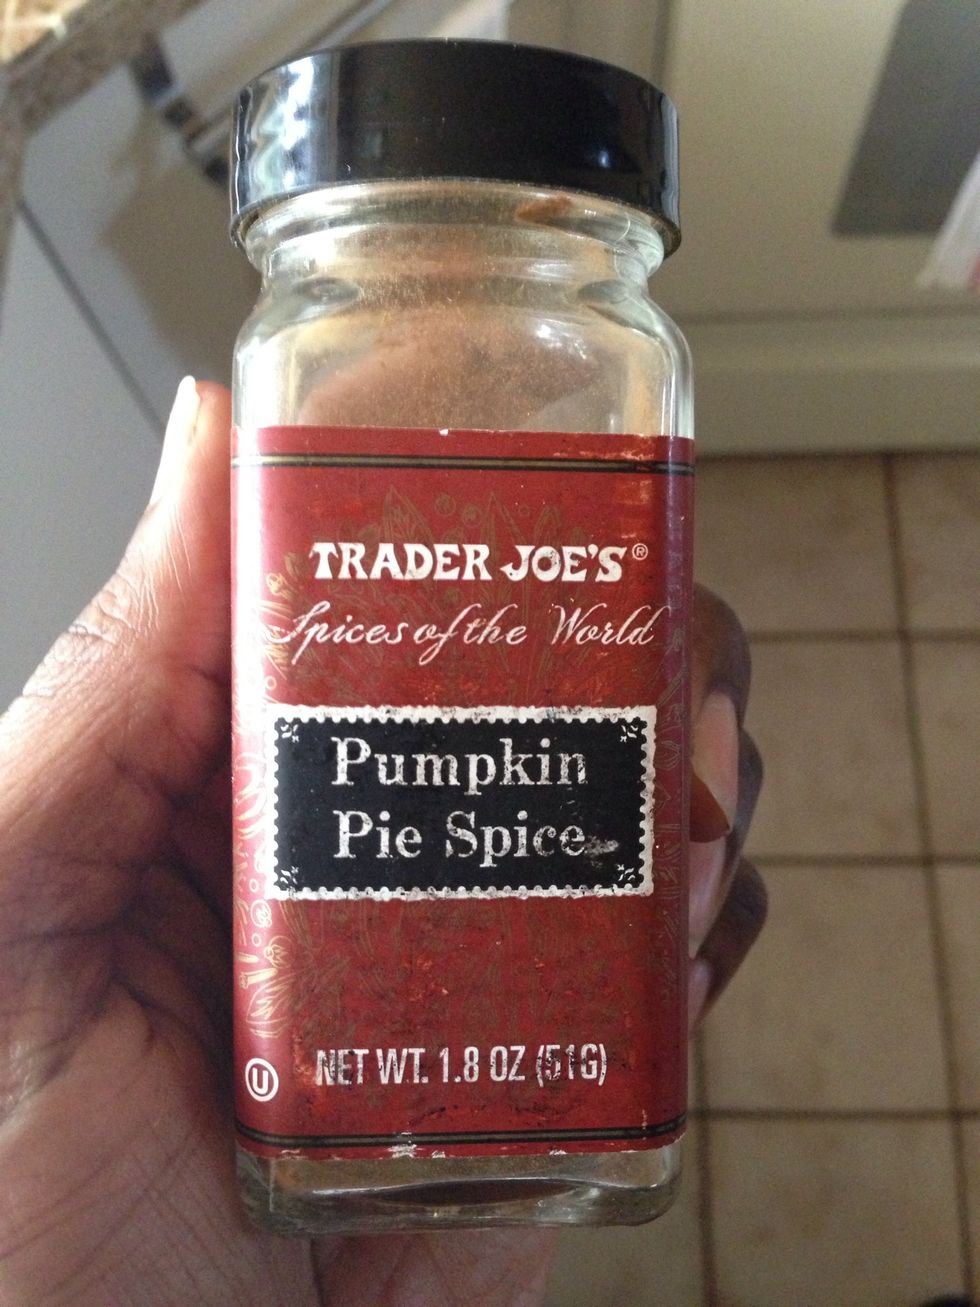 TRADER JOE'S®
Spices of the World
Pumpkin
Pie Spice
NET WT. 1.8 OZ (51G)
U